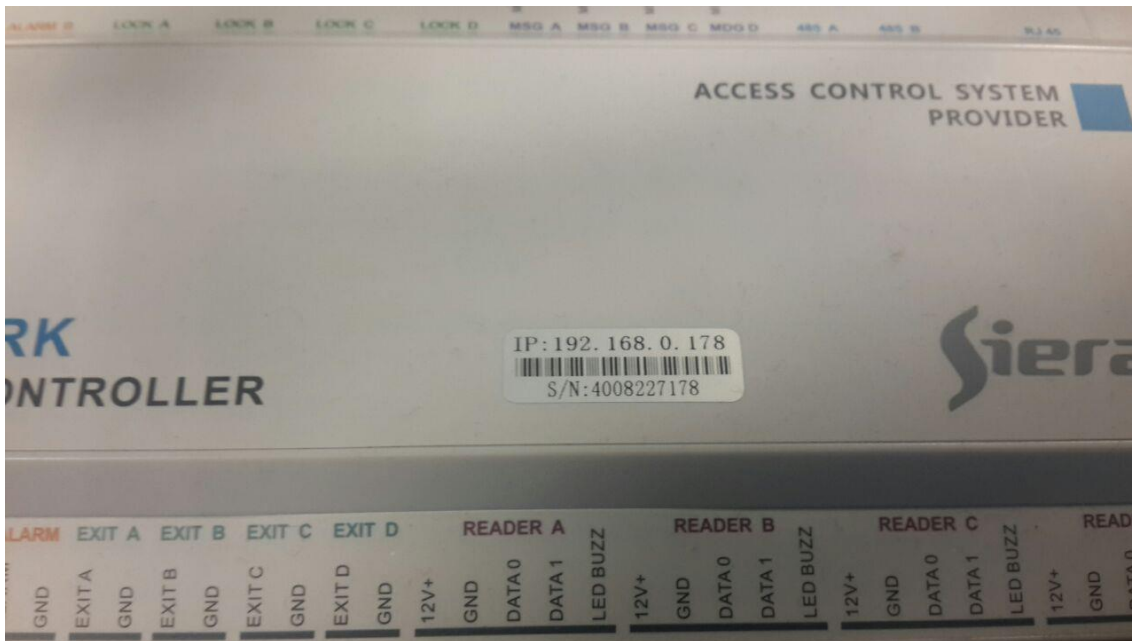 ALARM B LOCK A LOCK B LOCK C LOCK D MSG A MSG B MSG C MDG D 485 A 485 B RJ 45
ACCESS CONTROL SYSTEM
PROVIDER
RK
ONTROLLER
IP:192.168.0.178
S/N:4008227178
Siera
ALARM EXIT A EXIT B EXIT C EXIT D READER A READER B READER C READ
GND EXIT A GND EXIT B GND EXIT C GND EXIT D GND 12V+ GND DATA 0 DATA 1 LED BUZZ 12V+ GND DATA 0 DATA 1 LED BUZZ 12V+ GND DATA 0 DATA 1 LED BUZZ 12V+ GND